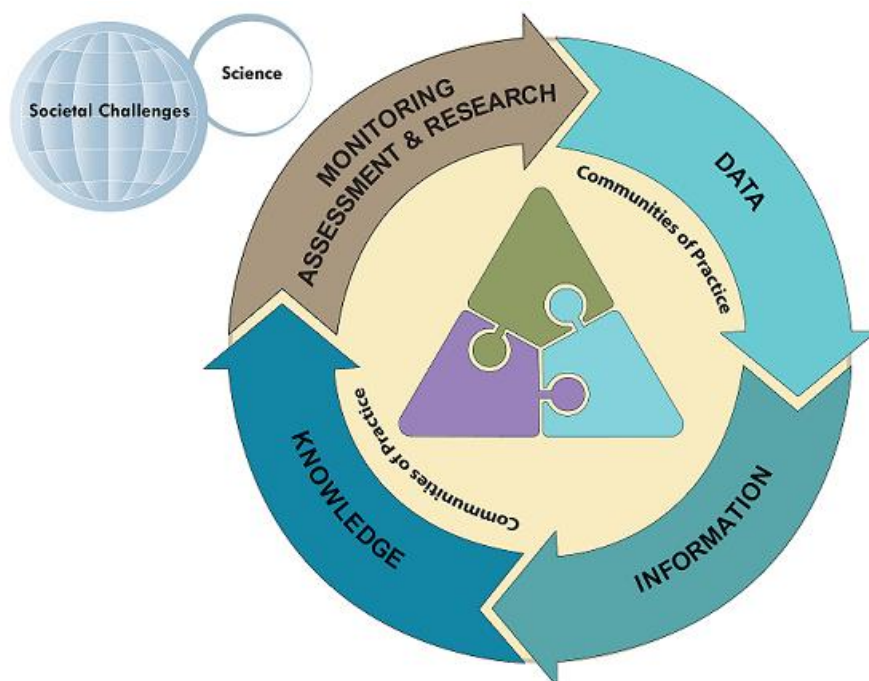 Science
Societal Challenges
MONITORING
ASSESSMENT & RESEARCH
DATA
Communities of Practice
INFORMATION
KNOWLEDGE
Communities of Practice